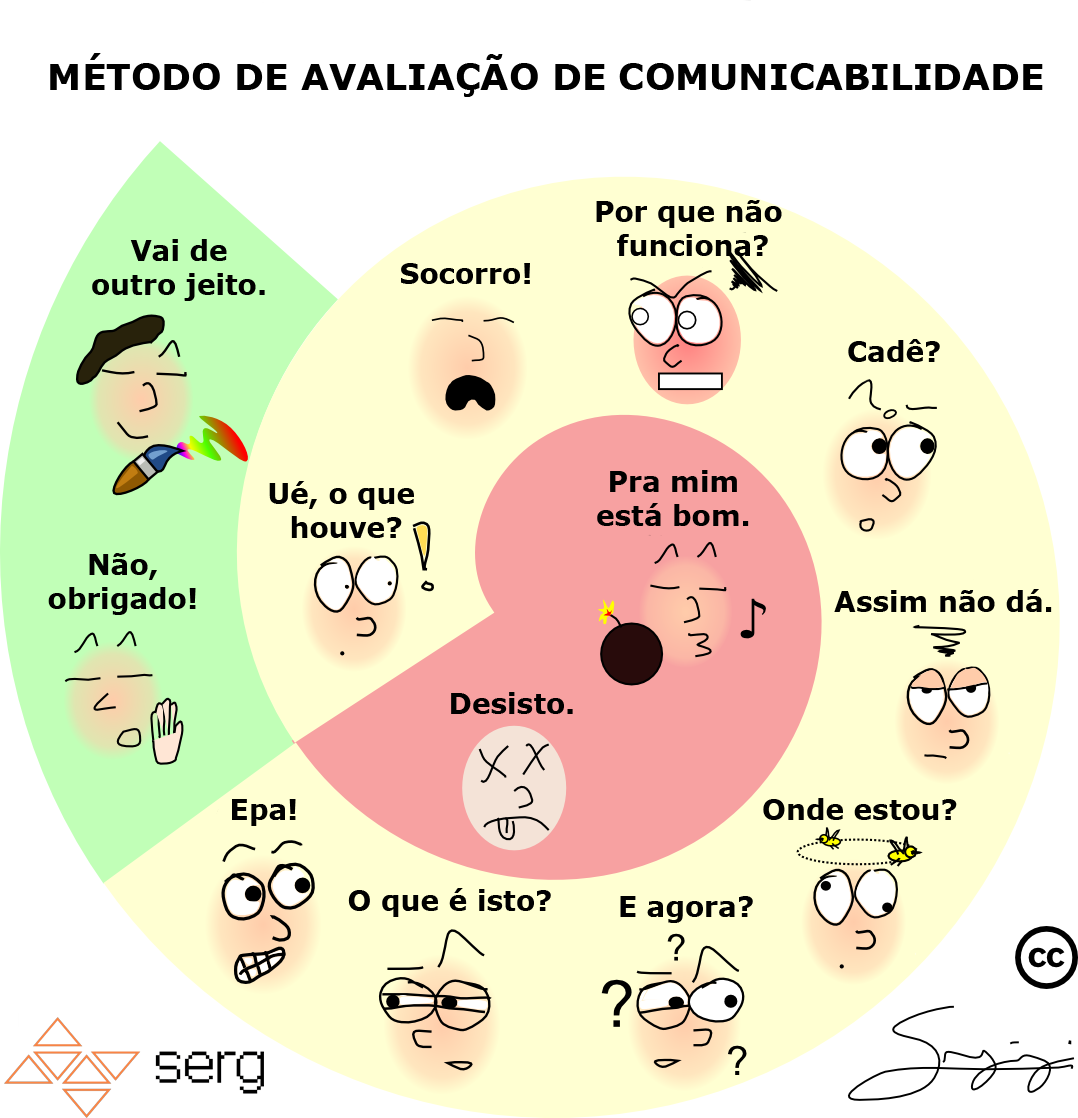 MÉTODO DE AVALIAÇÃO DE COMUNICABILIDADE
Vai de
outro jeito.
Não,
obrigado!
Socorro!
Por que não
funciona?
Cadê?
Ué, o que
houve?
!
Pra mim
está bom.
Assim não dá.
Desisto.
Epa!
O que é isto?
E agora?
?
?
?
Onde estou?
cc
serg